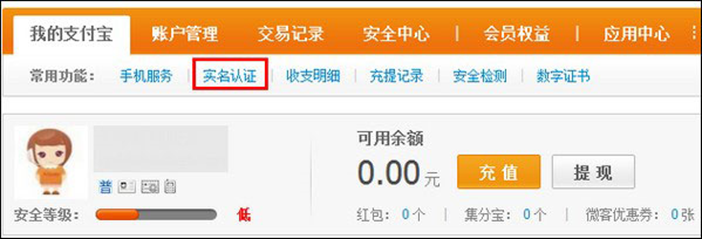 我的支付宝 账户管理 交易记录 安全中心 | 会员权益 | 应用中心
常用功能： 手机服务 | 实名认证 | 收支明细 | 充提记录 | 安全检测 | 数字证书
可用余额
0.00 元 充值 提现
普
安全等级： 低 红包：0个 | 集分宝：0个 | 微客优惠券：0张